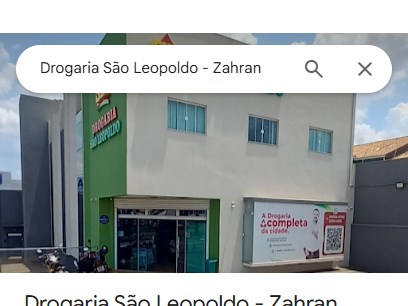 Drogaria São Leopoldo - Zahran
DROGARIA
SÃO LEOPOLDO
A Drogaria
completa
da cidade.
Drogaria São Leopoldo - Zahran